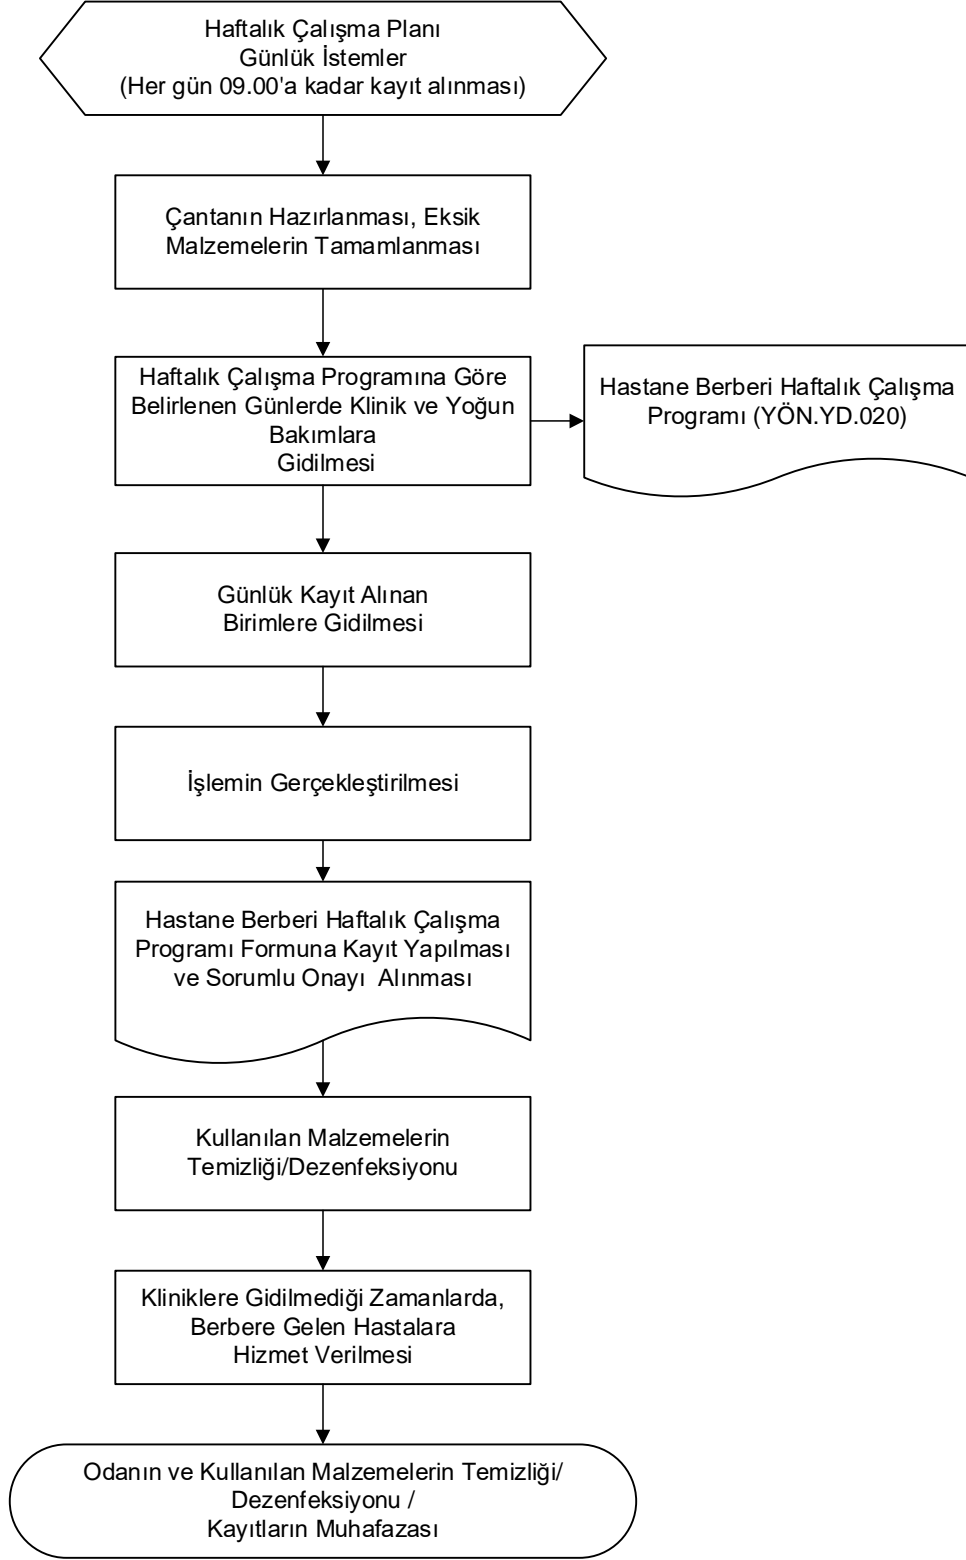 Haftalık Çalışma Planı
Günlük İstemler
(Her gün 09.00'a kadar kayıt alınması)
Çantanın Hazırlanması, Eksik
Malzemelerin Tamamlanması
Haftalık Çalışma Programına Göre
Belirlenen Günlerde Klinik ve Yoğun
Bakımlara
Gidilmesi
Hastane Berberi Haftalık Çalışma
Programı (YÖN.YD.020)
Günlük Kayıt Alınan
Birimlere Gidilmesi
İşlemin Gerçekleştirilmesi
Hastane Berberi Haftalık Çalışma
Programı Formuna Kayıt Yapılması
ve Sorumlu Onayı Alınması
Kullanılan Malzemelerin
Temizliği/Dezenfeksiyonu
Kliniklere Gidilmediği Zamanlarda,
Berbere Gelen Hastalara
Hizmet Verilmesi
Odanın ve Kullanılan Malzemelerin Temizliği/
Dezenfeksiyonu /
Kayıtların Muhafazası